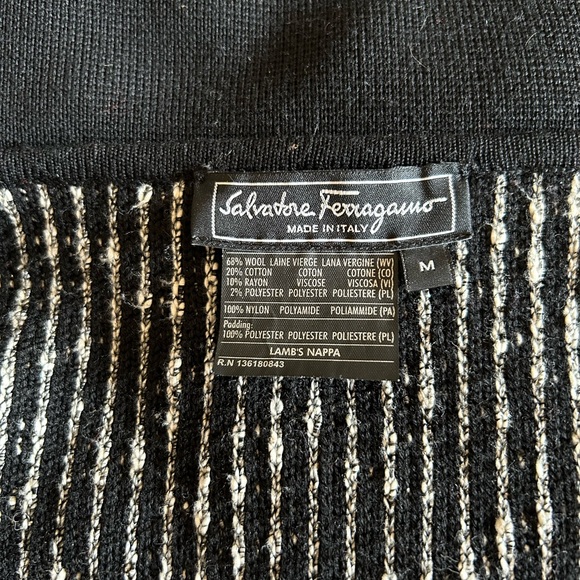 Salvatore Ferragamo
MADE IN ITALY
M
68% WOOL LAINE VIERGE LANA VERGINE (WV)
20% COTTON COTON COTONE (CO)
10% RAYON VISCOSE VISCOSA (VI)
2% POLYESTER POLYESTER POLIESTERE (PL)
100% NYLON POLYAMIDE POLIAMMIDE (PA)
Padding:
100% POLYESTER POLYESTER POLIESTERE (PL)
LAMB'S NAPPA
R.N 136180843